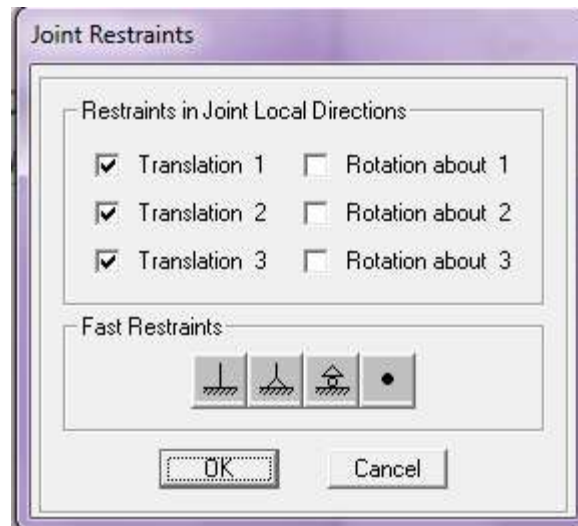 Joint Restraints
Restraints in Joint Local Directions
Translation 1 Rotation about 1
Translation 2 Rotation about 2
Translation 3 Rotation about 3
Fast Restraints
OK Cancel